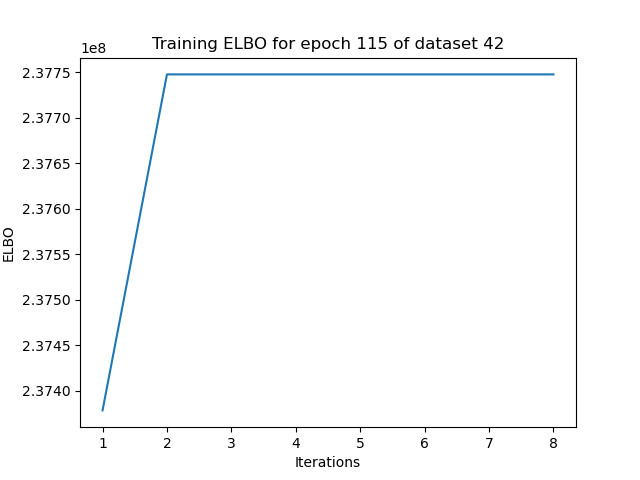 Training ELBO for epoch 115 of dataset 42
1e8
2.3775
2.3770
2.3765
2.3760
2.3755
2.3750
2.3745
2.3740
ELBO
1 2 3 4 5 6 7 8
Iterations